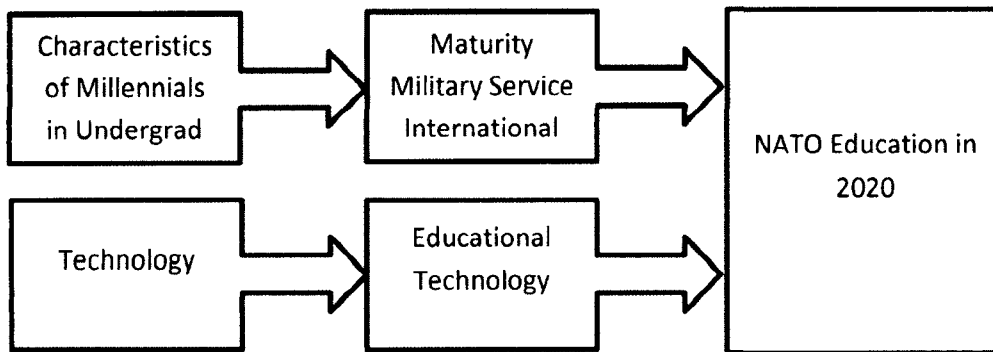 Characteristics
of Millennials
in Undergrad
Maturity
Military Service
International
NATO Education in
2020
Technology
Educational
Technology